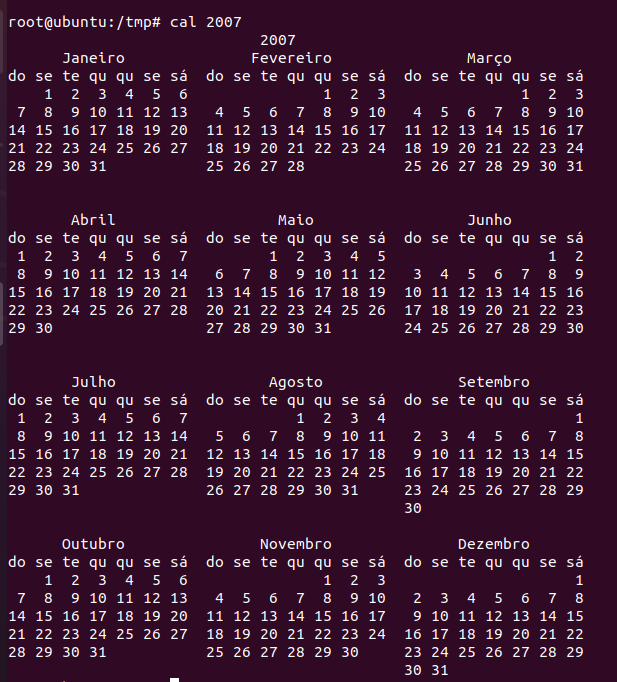 root@ubuntu:/tmp# cal 2007
                            2007
      Janeiro              Fevereiro               Março
do se te qu qu se sá  do se te qu qu se sá  do se te qu qu se sá
    1  2  3  4  5  6               1  2  3               1  2  3
 7  8  9 10 11 12 13   4  5  6  7  8  9 10   4  5  6  7  8  9 10
14 15 16 17 18 19 20  11 12 13 14 15 16 17  11 12 13 14 15 16 17
21 22 23 24 25 26 27  18 19 20 21 22 23 24  18 19 20 21 22 23 24
28 29 30 31           25 26 27 28           25 26 27 28 29 30 31
       Abril                  Maio                 Junho
do se te qu qu se sá  do se te qu qu se sá  do se te qu qu se sá
 1  2  3  4  5  6  7         1  2  3  4  5                  1  2
 8  9 10 11 12 13 14   6  7  8  9 10 11 12   3  4  5  6  7  8  9
15 16 17 18 19 20 21  13 14 15 16 17 18 19  10 11 12 13 14 15 16
22 23 24 25 26 27 28  20 21 22 23 24 25 26  17 18 19 20 21 22 23
29 30                 27 28 29 30 31        24 25 26 27 28 29 30
       Julho                 Agosto               Setembro
do se te qu qu se sá  do se te qu qu se sá  do se te qu qu se sá
 1  2  3  4  5  6  7            1  2  3  4                     1
 8  9 10 11 12 13 14   5  6  7  8  9 10 11   2  3  4  5  6  7  8
15 16 17 18 19 20 21  12 13 14 15 16 17 18   9 10 11 12 13 14 15
22 23 24 25 26 27 28  19 20 21 22 23 24 25  16 17 18 19 20 21 22
29 30 31              26 27 28 29 30 31     23 24 25 26 27 28 29
                                            30
      Outubro               Novembro              Dezembro
do se te qu qu se sá  do se te qu qu se sá  do se te qu qu se sá
    1  2  3  4  5  6               1  2  3                     1
 7  8  9 10 11 12 13   4  5  6  7  8  9 10   2  3  4  5  6  7  8
14 15 16 17 18 19 20  11 12 13 14 15 16 17   9 10 11 12 13 14 15
21 22 23 24 25 26 27  18 19 20 21 22 23 24  16 17 18 19 20 21 22
28 29 30 31           25 26 27 28 29 30     23 24 25 26 27 28 29
                                            30 31